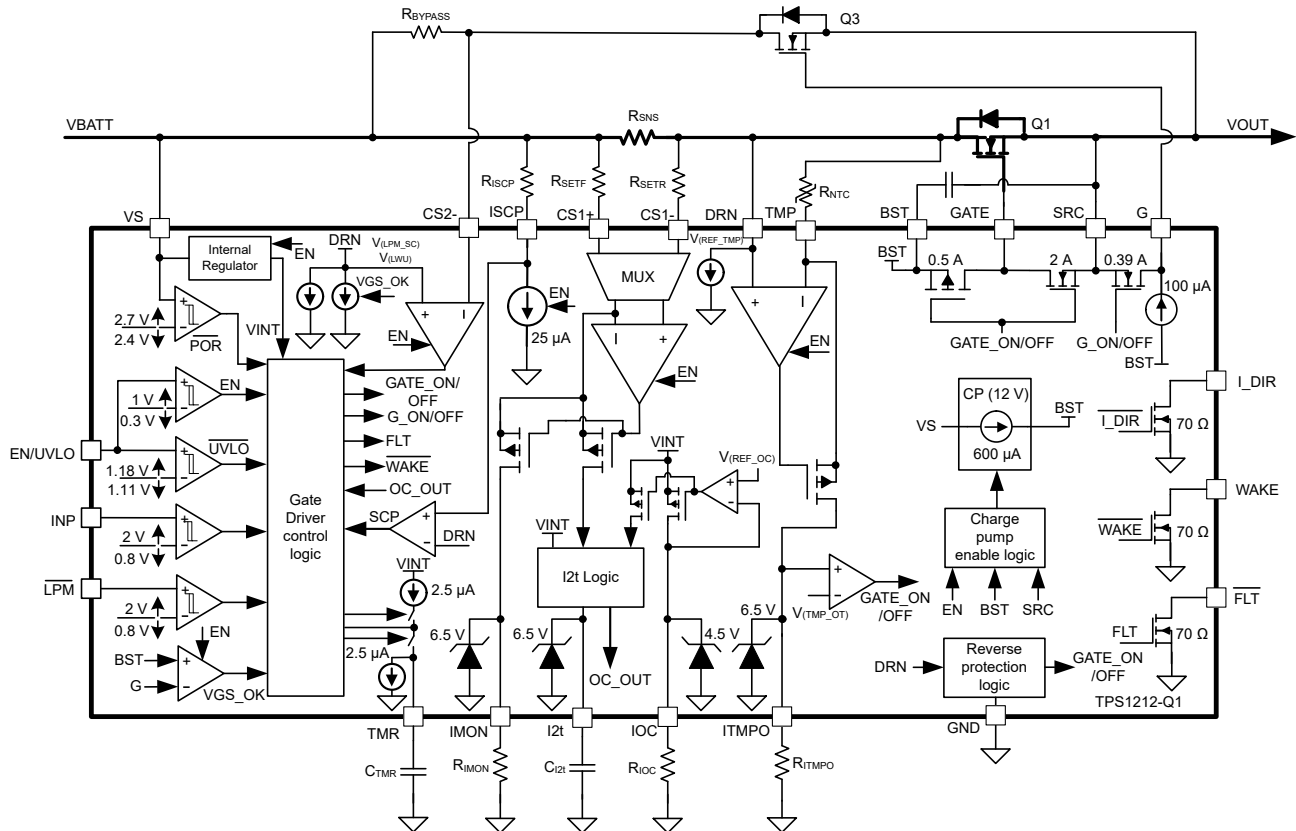 RBYPASS
Q3
VBATT
RSNS
Q1
VOUT
RISCP
RSETF
RSETR
RNTC
VS
CS2-
ISCP
CS1+
CS1-
DRN
TMP
BST
GATE
SRC
G
Internal
Regulator
EN
DRN
V(LPM_SC)
V(LWU)
VGS_OK
MUX
V(REF_TMP)
BST
0.5 A
2 A
0.39 A
100 µA
2.7 V
2.4 V
POR
VINT
EN
EN
25 µA
EN
EN
GATE_ON/OFF
G_ON/OFF
BST
1 V
0.3 V
EN
GATE_ON/
OFF
G_ON/OFF
FLT
WAKE
OC_OUT
CP (12 V)
VS
BST
600 µA
I_DIR
I_DIR
70 Ω
EN/UVLO
UVLO
1.18 V
1.11 V
VINT
V(REF_OC)
Gate
Driver
control
logic
INP
2 V
0.8 V
SCP
DRN
VINT
I2t Logic
Charge
pump
enable logic
WAKE
WAKE
70 Ω
LPM
2 V
0.8 V
VINT
2.5 µA
2.5 µA
V(TMP_OT)
GATE_ON
/OFF
EN
BST
SRC
FLT
FLT
70 Ω
EN
BST
G
VGS_OK
6.5 V
6.5 V
4.5 V
6.5 V
OC_OUT
DRN
Reverse
protection
logic
GATE_ON
/OFF
TPS1212-Q1
TMR
IMON
I2t
IOC
ITMPO
GND
CTMR
RIMON
CI2t
RIOC
RITMPO